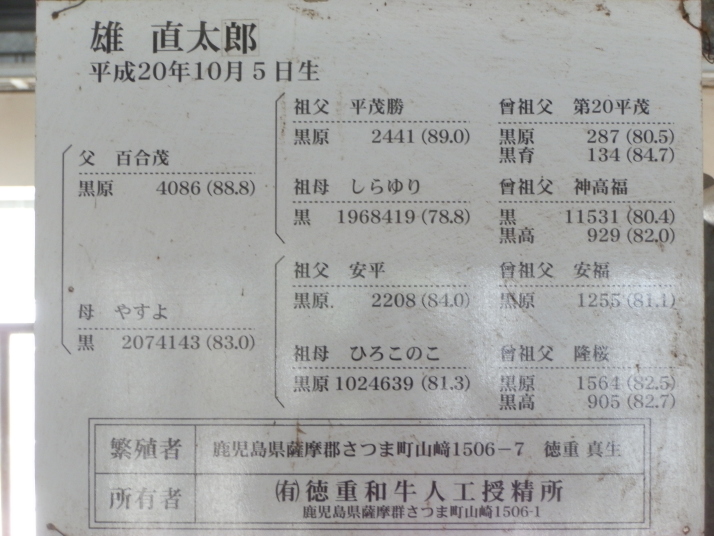 雄 直太郎
平成20年10月5日生
父 百合茂
黒原 4086 (88.8)
母 やすよ
黒 2074143 (83.0)
祖父 平茂勝
黒原 2441 (89.0)
祖母 しらゆり
黒 1968419 (78.8)
祖父 安平
黒原 2208 (84.0)
祖母 ひろこのこ
黒原 1024639 (81.3)
曾祖父 第20平茂
黒原 287 (80.5)
黒育 134 (84.7)
曾祖父 神高福
黒 11531 (80.4)
黒高 929 (82.0)
曾祖父 安福
黒原 1255 (81.1)
曾祖父 隆桜
黒原 1564 (82.5)
黒高 905 (82.7)
繁殖者 鹿児島県薩摩郡さつま町山﨑1506－7 徳重 真生
所有者 ㈲徳重和牛人工授精所
鹿児島県薩摩群さつま町山崎1506-1